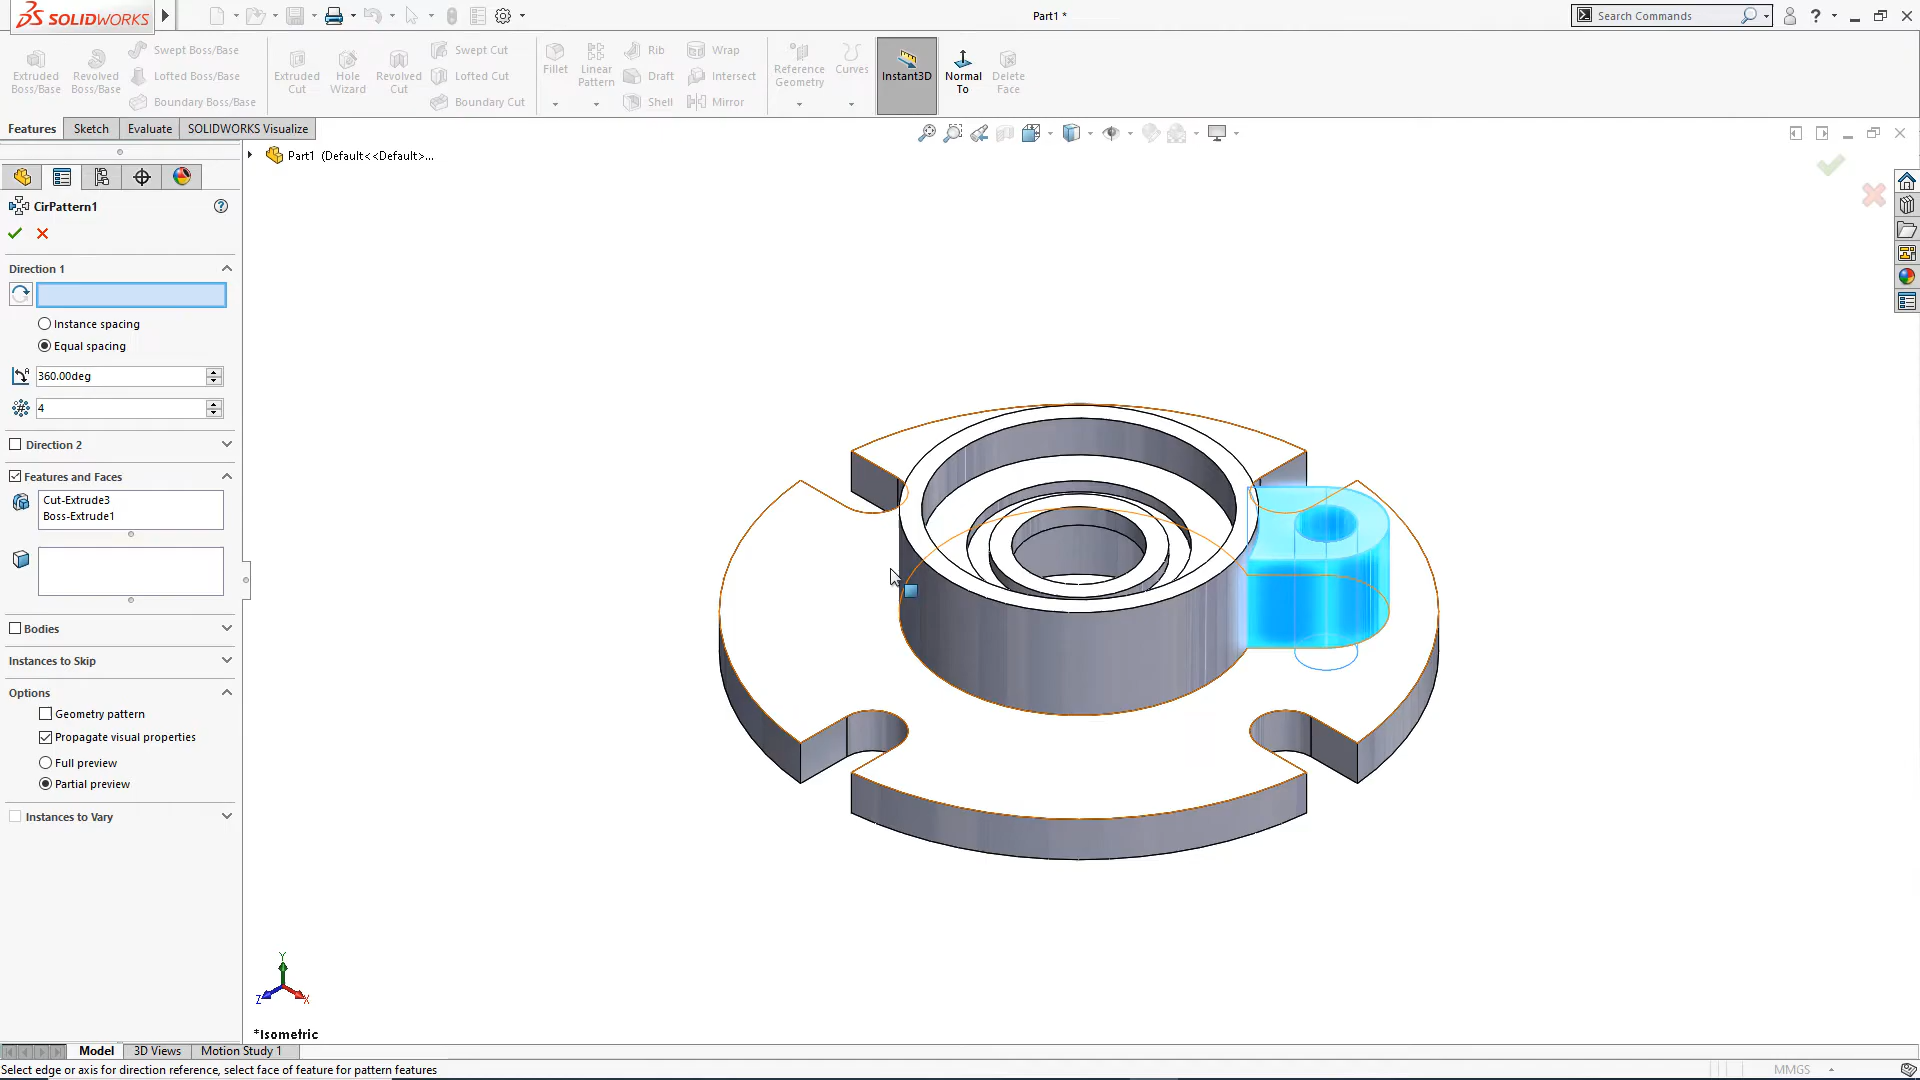 SOLIDWORKS
Part1 *
Search Commands
?
Extruded Boss/Base
Revolved Boss/Base
Swept Boss/Base
Lofted Boss/Base
Boundary Boss/Base
Extruded Cut
Hole Wizard
Revolved Cut
Swept Cut
Lofted Cut
Boundary Cut
Fillet
Linear Pattern
Rib
Draft
Shell
Wrap
Intersect
Mirror
Reference Geometry
Curves
Instant3D
Normal To
Delete Face
Features
Sketch
Evaluate
SOLIDWORKS Visualize
Part1 (Default<<Default>...
CirPattern1
?
Direction 1
Instance spacing
Equal spacing
360.00deg
4
Direction 2
Features and Faces
Cut-Extrude3
Boss-Extrude1
Bodies
Instances to Skip
Options
Geometry pattern
Propagate visual properties
Full preview
Partial preview
Instances to Vary
Y
Z
X
*Isometric
Model
3D Views
Motion Study 1
Select edge or axis for direction reference, select face of feature for pattern features
MMGS